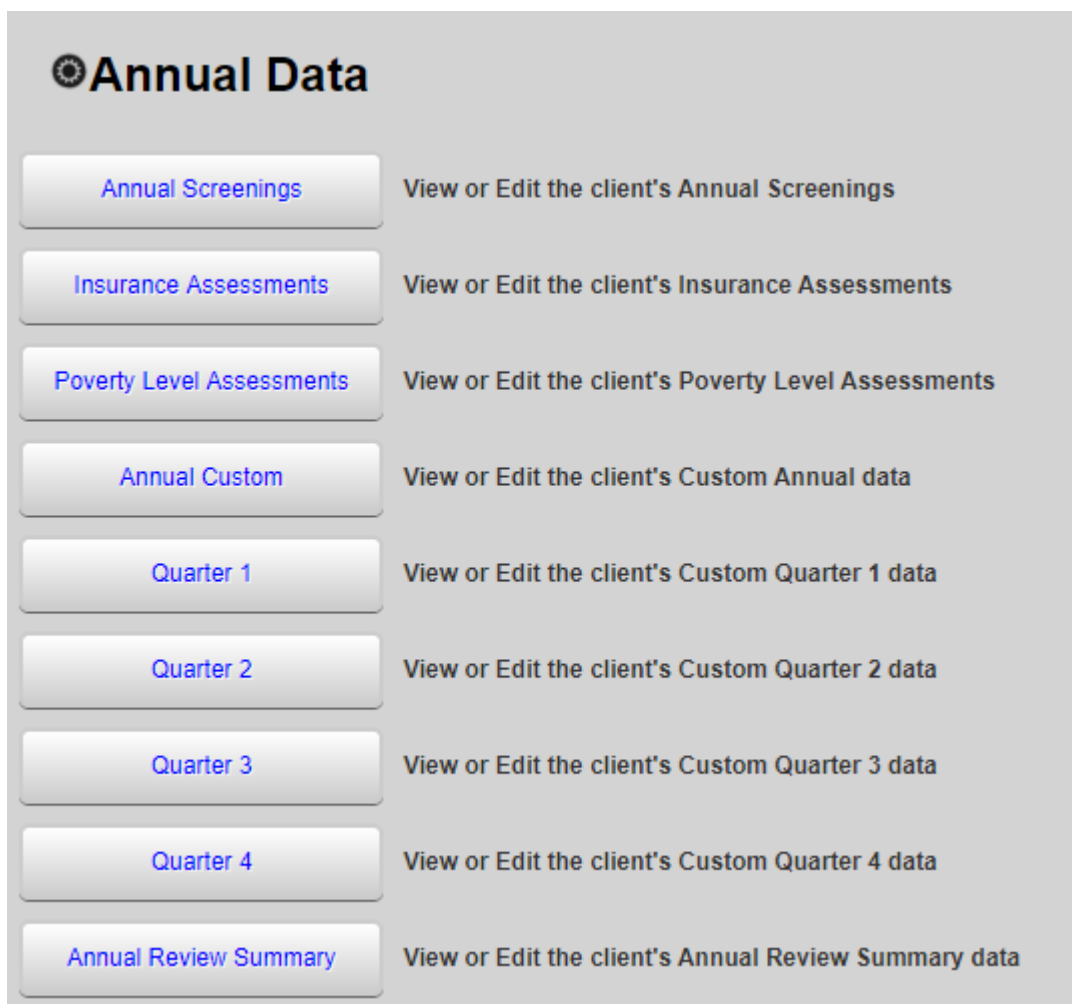 Annual Data
Annual Screenings View or Edit the client's Annual Screenings
Insurance Assessments View or Edit the client's Insurance Assessments
Poverty Level Assessments View or Edit the client's Poverty Level Assessments
Annual Custom View or Edit the client's Custom Annual data
Quarter 1 View or Edit the client's Custom Quarter 1 data
Quarter 2 View or Edit the client's Custom Quarter 2 data
Quarter 3 View or Edit the client's Custom Quarter 3 data
Quarter 4 View or Edit the client's Custom Quarter 4 data
Annual Review Summary View or Edit the client's Annual Review Summary data